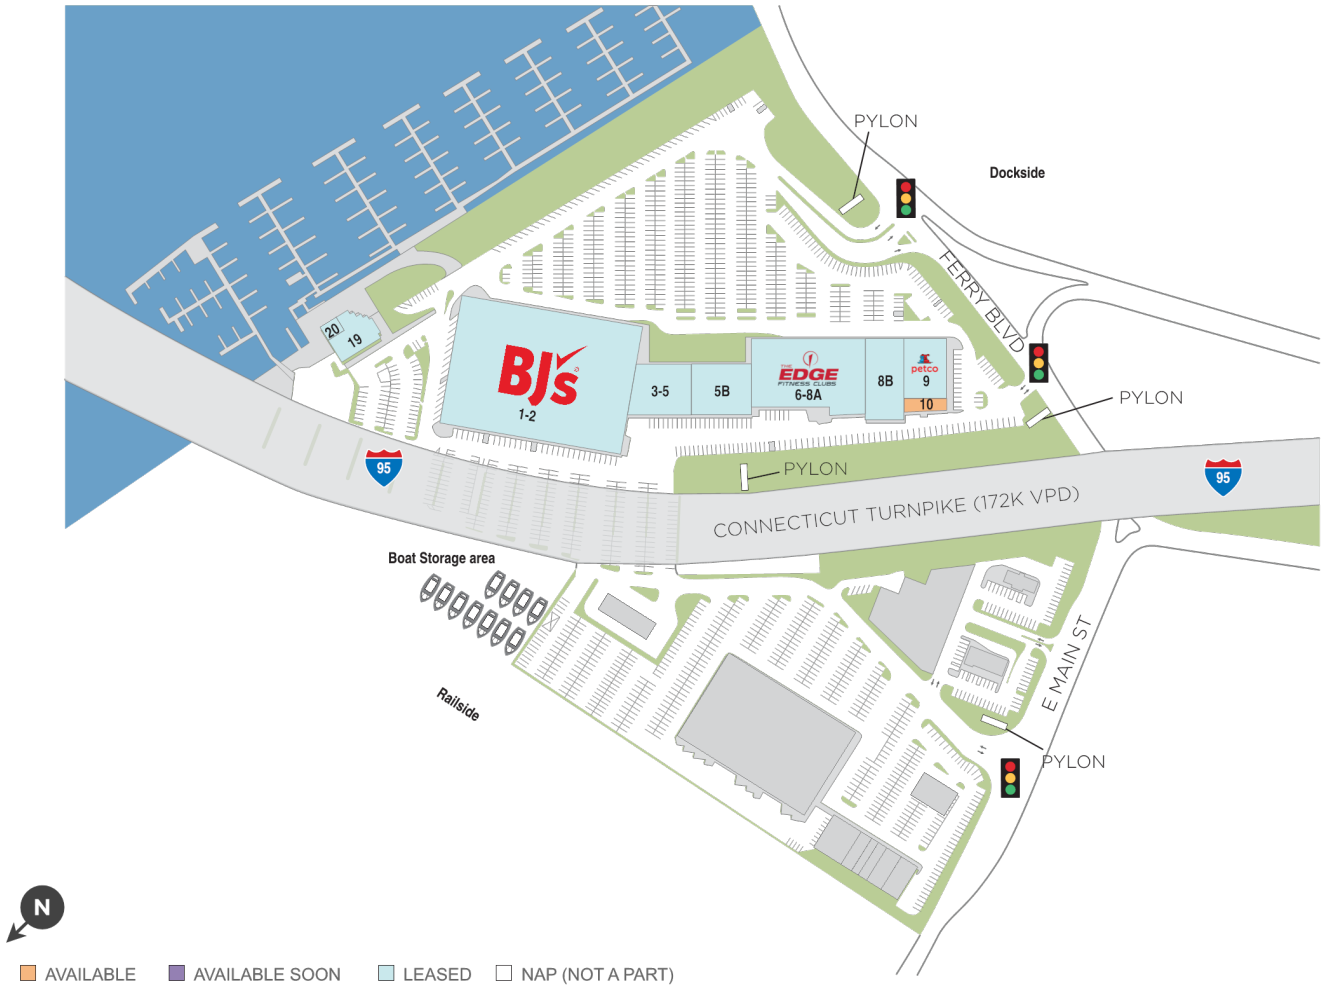 PYLON
Dockside
FERRY BLVD
20
19
BJ's
1-2
3-5
5B
THE
EDGE
FITNESS CLUBS
6-8A
8B
petco
9
10
PYLON
95
PYLON
95
CONNECTICUT TURNPIKE (172K VPD)
Boat Storage area
E MAIN ST
Railside
PYLON
N
AVAILABLE
AVAILABLE SOON
LEASED
NAP (NOT A PART)